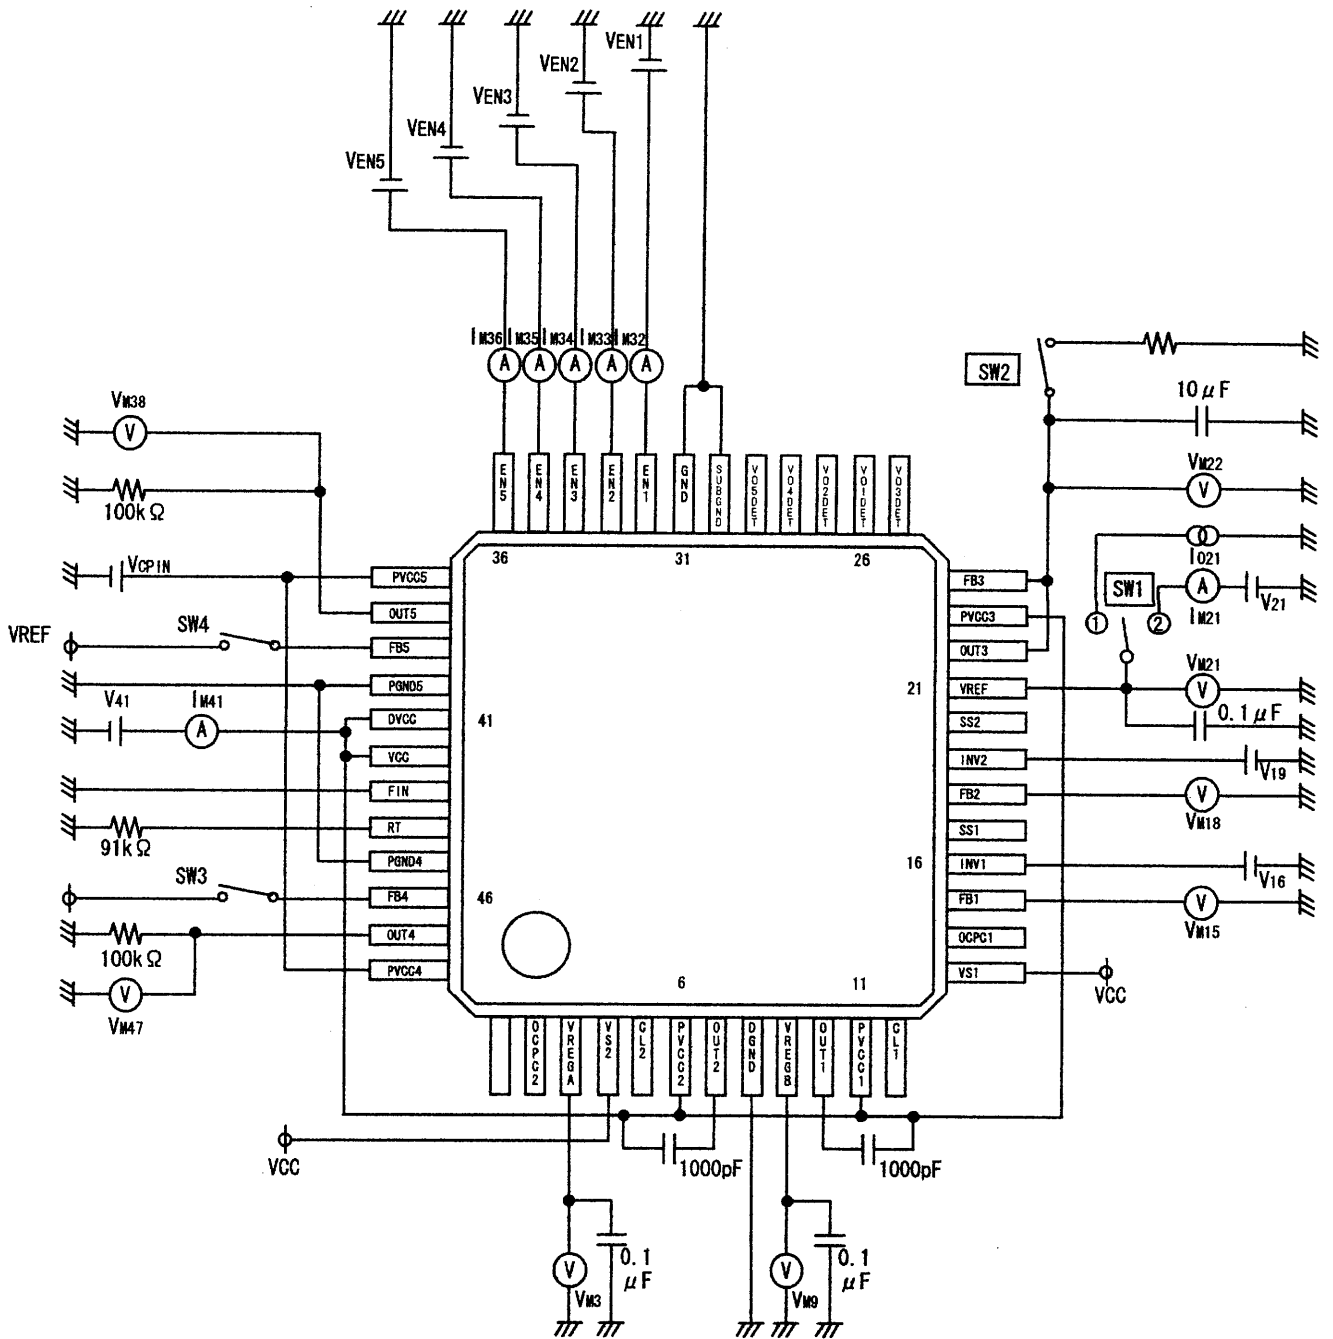 VEN1
VEN2
VEN3
VEN4
VEN5
IM36 IM35 IM34 IM33 IM32
A A A A A
SW2
10μF
VM38
V
VM22
V
100kΩ
EN5 EN4 EN3 EN2 EN1 GND SUBGND VO5DET VO4DET VO2DET VO1DET VO3DET
IO21
36 31 26
VCPIN
PVCC5
FB3
SW1
A
V21
IM21
OUT5
PVCC3
1 2
VREF
SW4
FB5
OUT3
VM21
PGND5
21
VREF
V
V41
IM41
A
DVCC
41
SS2
0.1μF
VCC
INV2
V19
FIN
FB2
V
VM18
91kΩ
RT
SS1
PGND4
16
INV1
V16
SW3
FB4
46
FB1
V
VM15
100kΩ
OUT4
OCPC1
PVCC4
VS1
VCC
V
VM47
6 11
OCPC2 VREGA VS2 CL2 PVCC2 OUT2 DGND VREGB OUT1 PVCC1 CL1
VCC
1000pF
1000pF
V
VM3
0.1
μF
V
VM9
0.1
μF